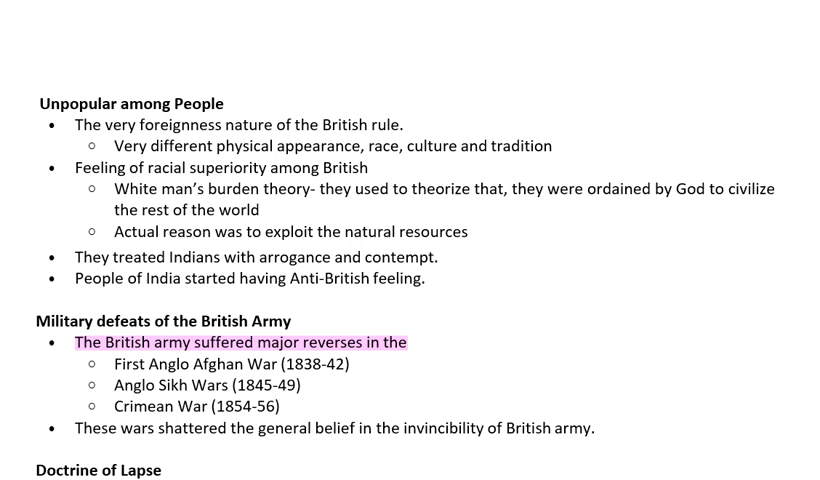 Unpopular among People
• The very foreignness nature of the British rule.
○ Very different physical appearance, race, culture and tradition
• Feeling of racial superiority among British
○ White man's burden theory- they used to theorize that, they were ordained by God to civilize
the rest of the world
○ Actual reason was to exploit the natural resources
• They treated Indians with arrogance and contempt.
• People of India started having Anti-British feeling.
Military defeats of the British Army
• The British army suffered major reverses in the
○ First Anglo Afghan War (1838-42)
○ Anglo Sikh Wars (1845-49)
○ Crimean War (1854-56)
• These wars shattered the general belief in the invincibility of British army.
Doctrine of Lapse